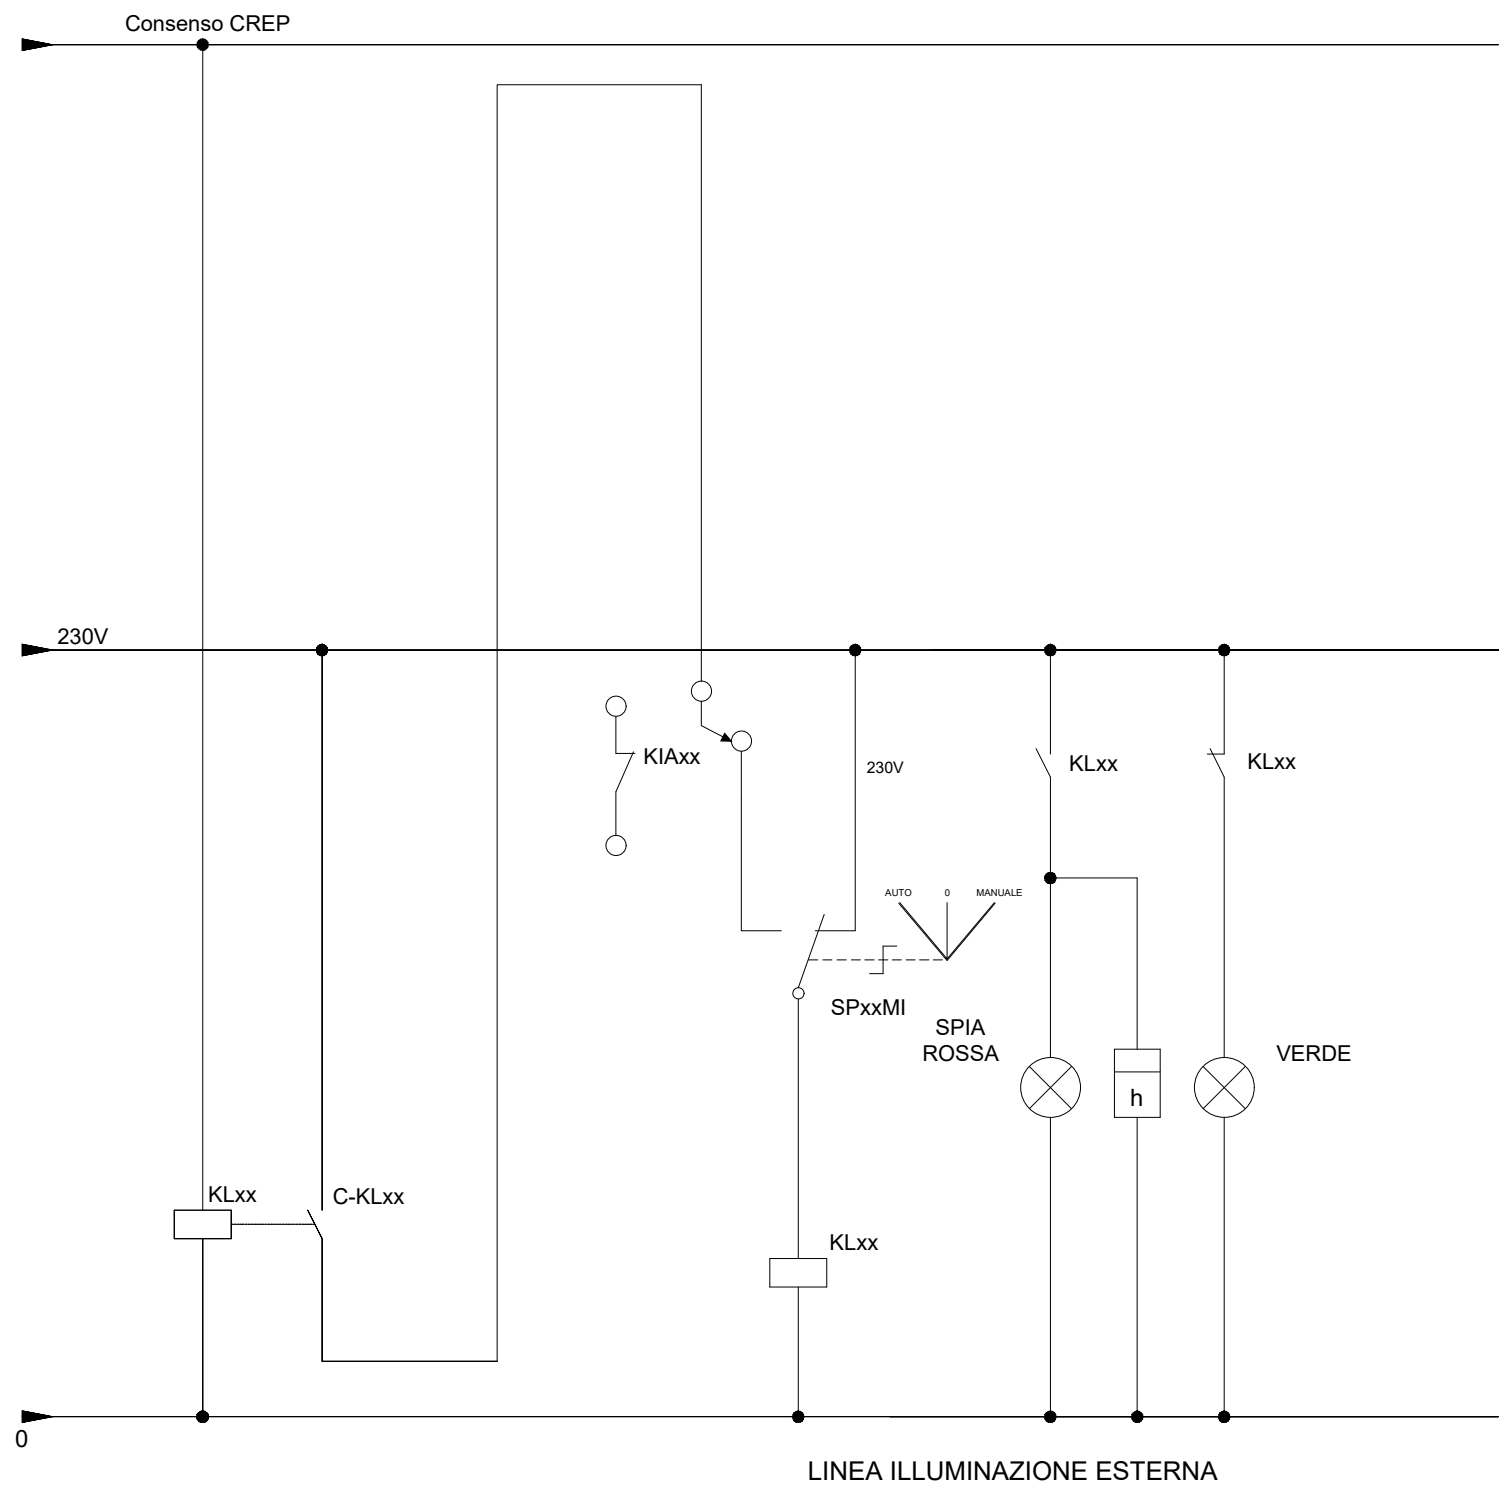 Consenso CREP
230V
KIAxx
230V
KLxx
KLxx
AUTO 0 MANUALE
SPxxMI
SPIA
ROSSA
VERDE
h
KLxx
C-KLxx
KLxx
0
LINEA ILLUMINAZIONE ESTERNA